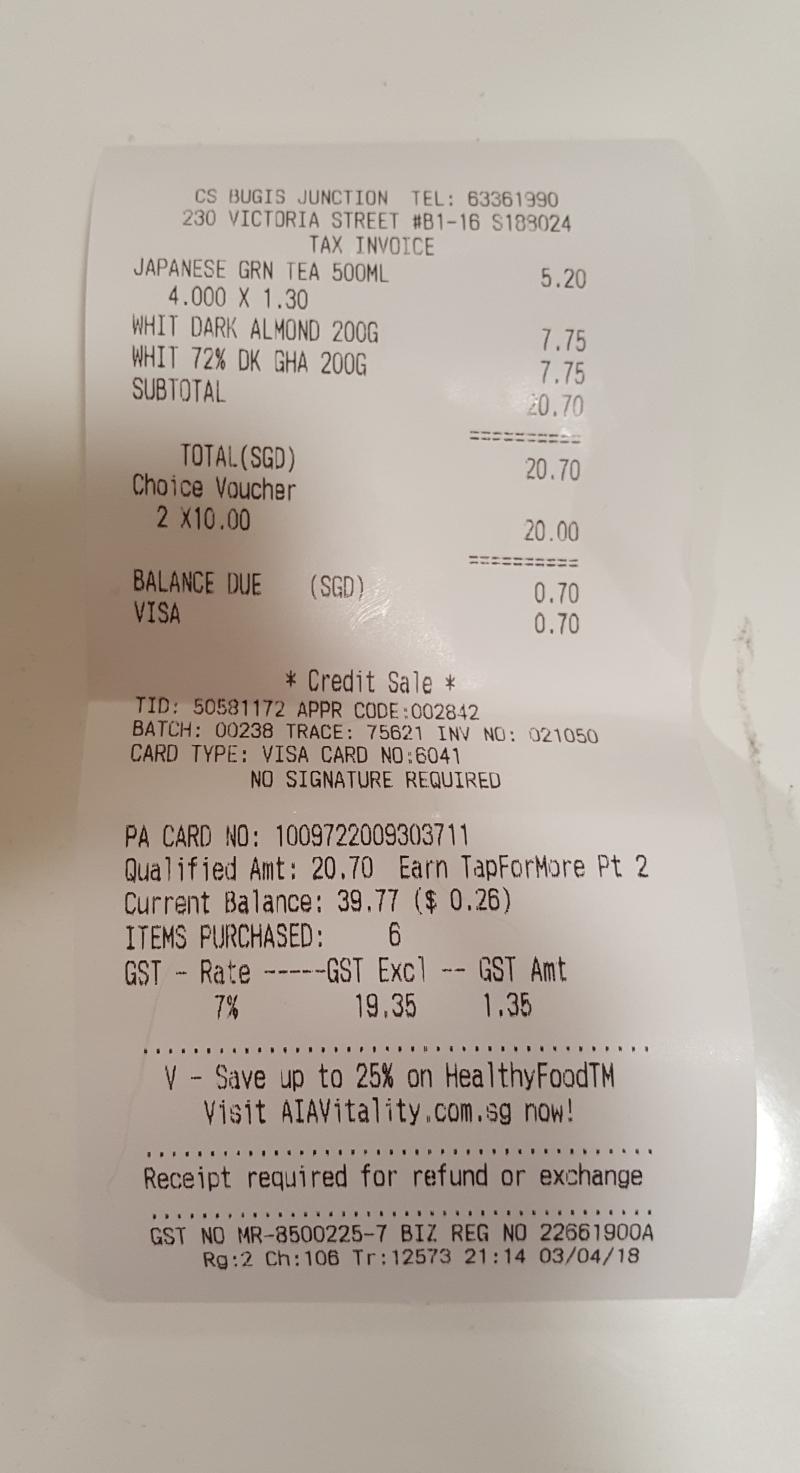 CS BUGIS JUNCTION TEL: 63361990
230 VICTORIA STREET #B1-16 S188024
TAX INVOICE
JAPANESE GRN TEA 500ML 5.20
4.000 X 1.30
WHIT DARK ALMOND 200G 7.75
WHIT 72% DK GHA 200G 7.75
SUBTOTAL 20.70
==========
TOTAL(SGD) 20.70
Choice Voucher
2 X10.00 20.00
==========
BALANCE DUE (SGD) 0.70
VISA 0.70
* Credit Sale *
TID: 50581172 APPR CODE:002842
BATCH: 00238 TRACE: 75621 INV NO: 021050
CARD TYPE: VISA CARD NO:6041
NO SIGNATURE REQUIRED
PA CARD NO: 1009722009303711
Qualified Amt: 20.70 Earn TapForMore Pt 2
Current Balance: 39.77 ($ 0.26)
ITEMS PURCHASED: 6
GST - Rate -----GST Excl -- GST Amt
7% 19.35 1.35
V - Save up to 25% on HealthyFoodTM
Visit AIAVitality.com.sg now!
Receipt required for refund or exchange
GST NO MR-8500225-7 BIZ REG NO 22661900A
Rg:2 Ch:106 Tr:12573 21:14 03/04/18